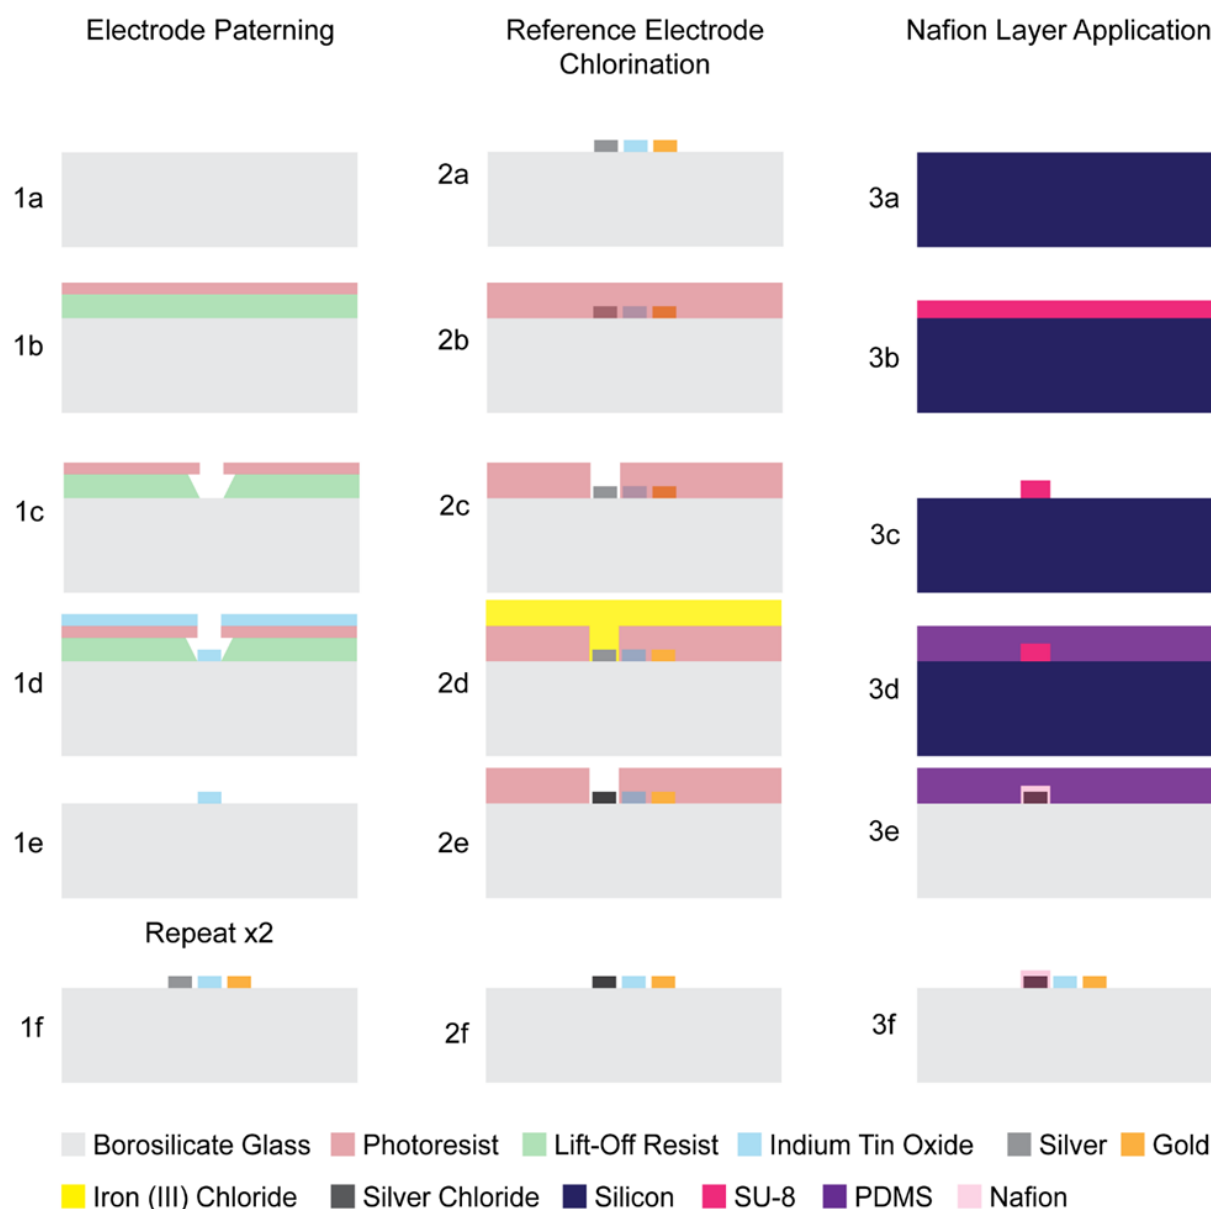 Electrode Paterning
Reference Electrode
Chlorination
Nafion Layer Application
1a
2a
3a
1b
2b
3b
1c
2c
3c
1d
2d
3d
1e
2e
3e
Repeat x2
1f
2f
3f
Borosilicate Glass Photoresist Lift-Off Resist Indium Tin Oxide Silver Gold
Iron (III) Chloride Silver Chloride Silicon SU-8 PDMS Nafion